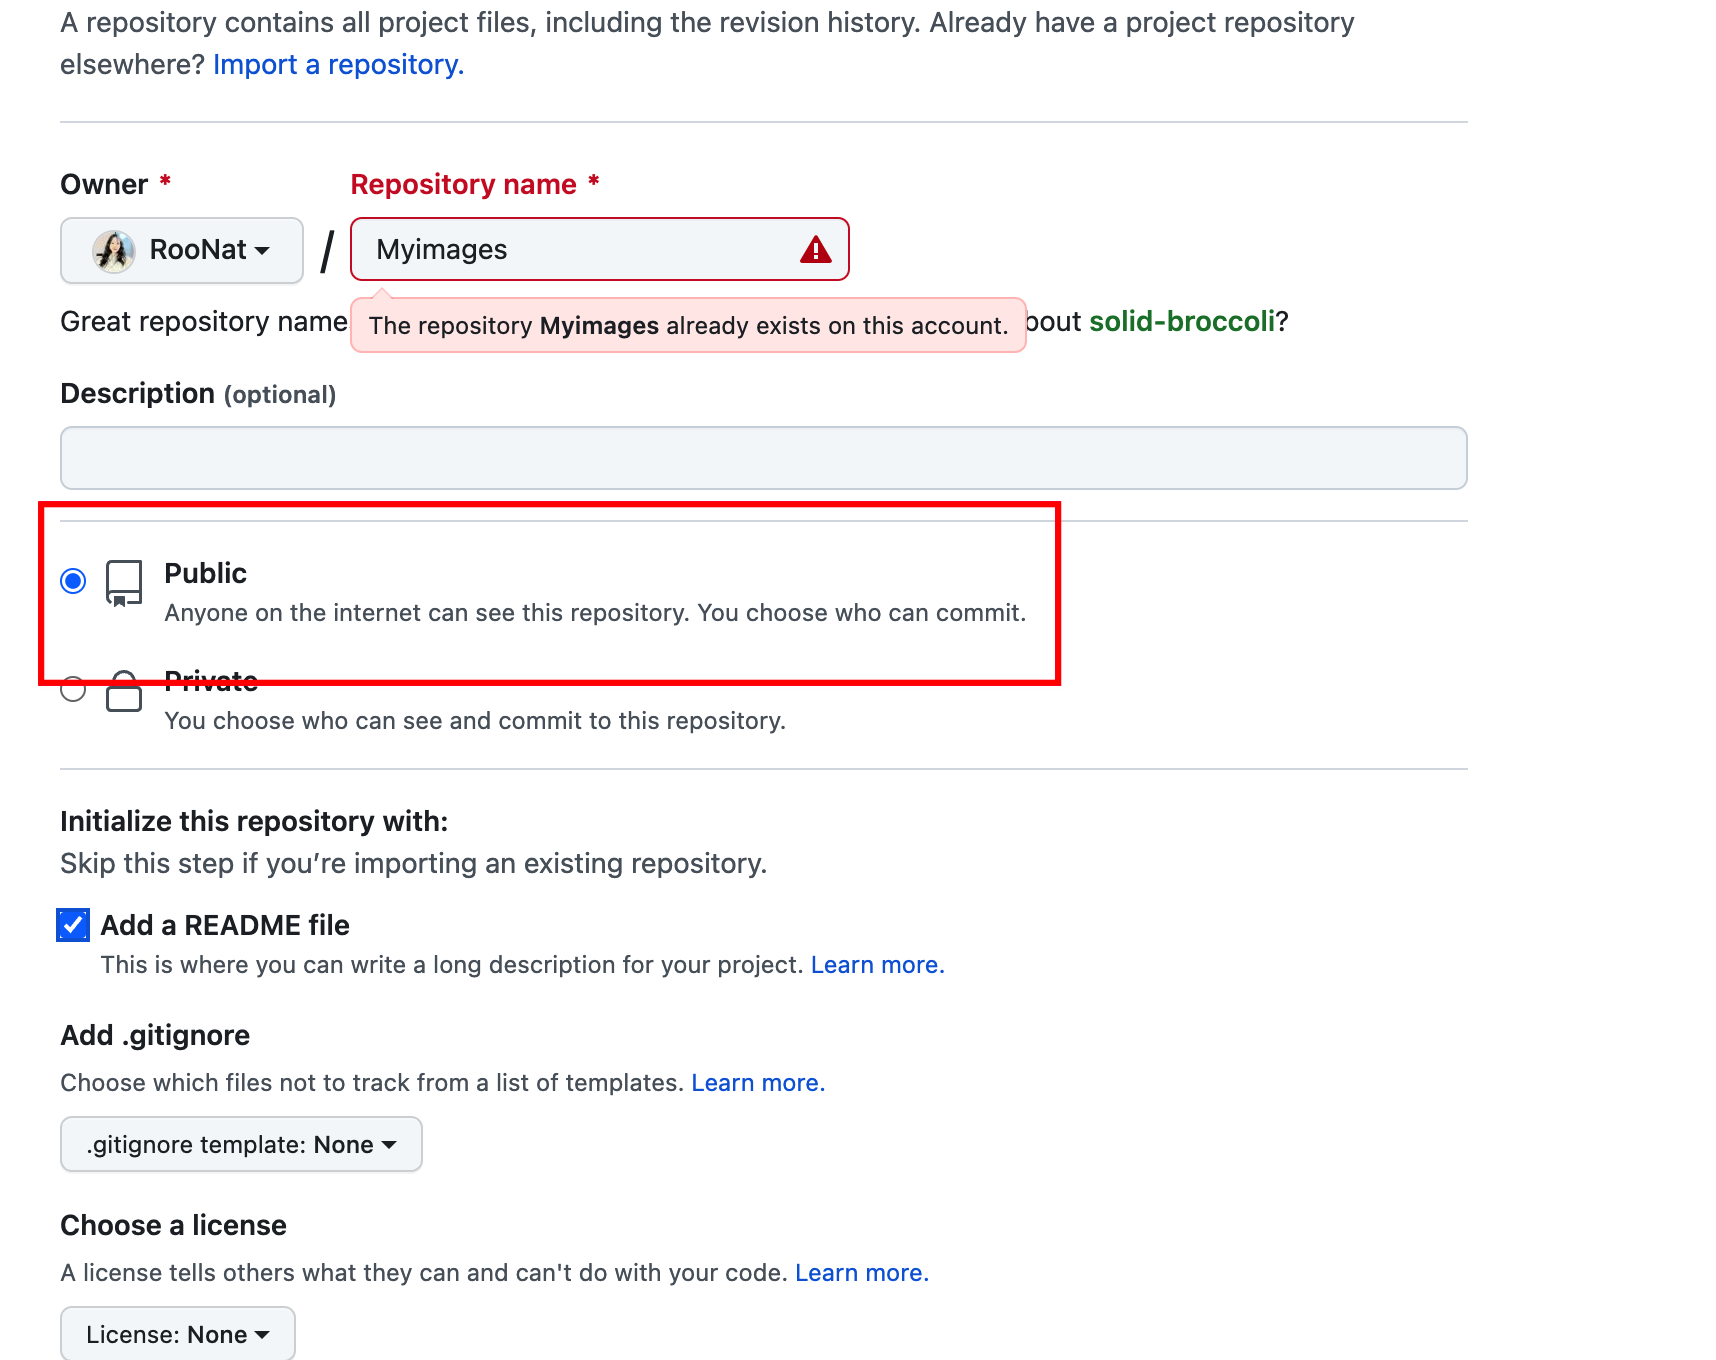 A repository contains all project files, including the revision history. Already have a project repository
elsewhere? Import a repository.
Owner *
Repository name *
RooNat
/
Myimages
The repository Myimages already exists on this account.
Great repository name
bout solid-broccoli?
Description (optional)
Public
Anyone on the internet can see this repository. You choose who can commit.
Private
You choose who can see and commit to this repository.
Initialize this repository with:
Skip this step if you’re importing an existing repository.
Add a README file
This is where you can write a long description for your project. Learn more.
Add .gitignore
Choose which files not to track from a list of templates. Learn more.
.gitignore template: None
Choose a license
A license tells others what they can and can't do with your code. Learn more.
License: None